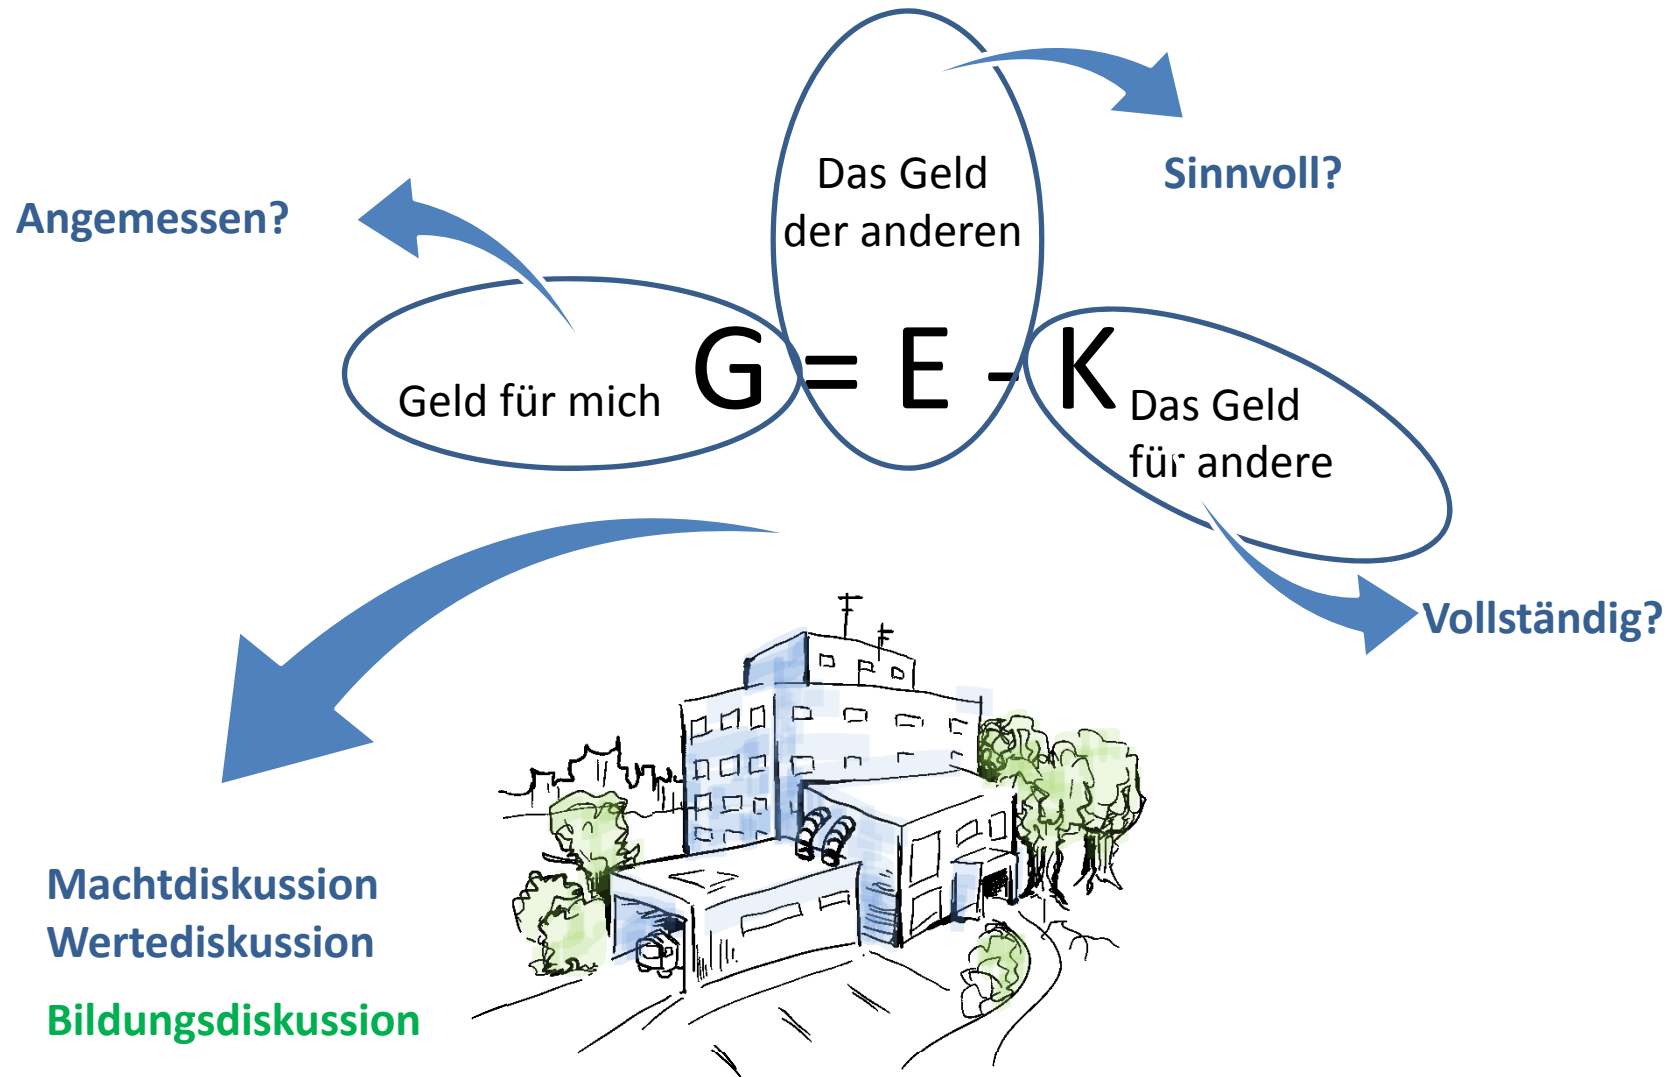 Das Geld
der anderen
Sinnvoll?
Angemessen?
Geld für mich
G = E - K
Das Geld
für andere
Vollständig?
Machtdiskussion
Wertediskussion
Bildungsdiskussion